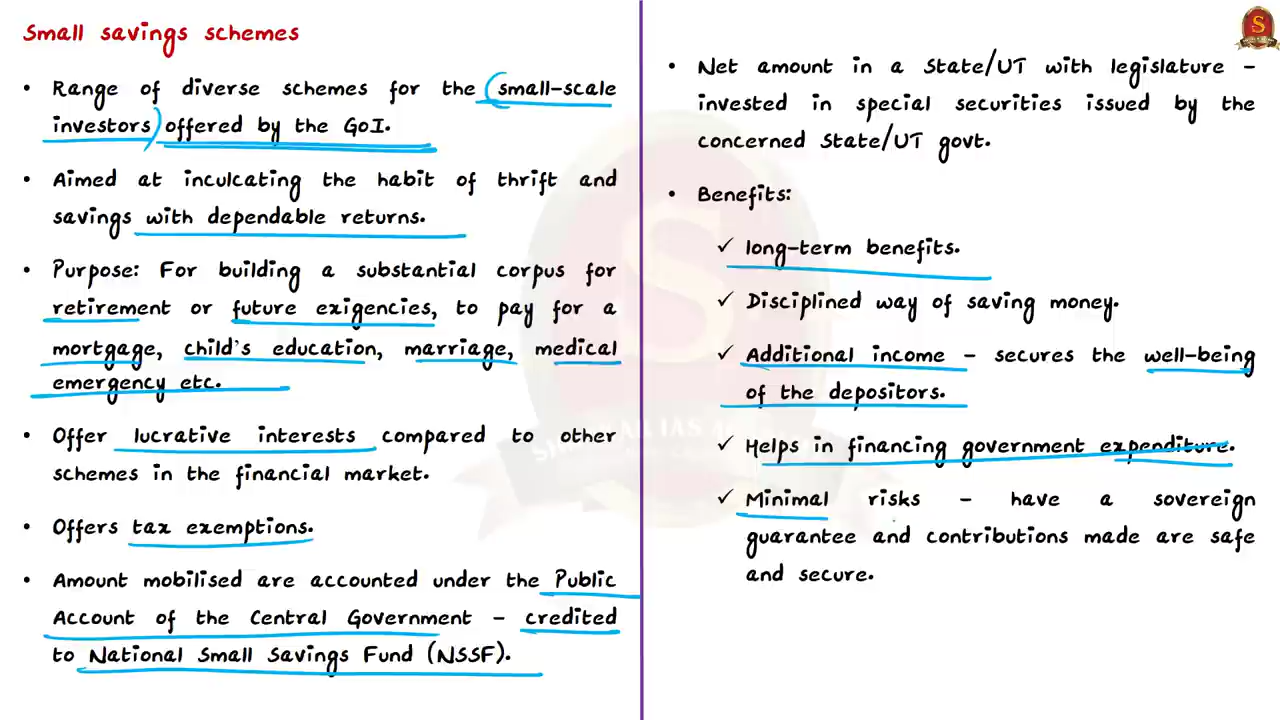 Small savings schemes
• Range of diverse schemes for the small-scale
investors offered by the GoI.
• Aimed at inculcating the habit of thrift and
savings with dependable returns.
• Purpose: For building a substantial corpus for
retirement or future exigencies, to pay for a
mortgage, child's education, marriage, medical
emergency etc.
• Offer lucrative interests compared to other
schemes in the financial market.
• Offers tax exemptions.
• Amount mobilised are accounted under the Public
Account of the Central Government – credited
to National Small Savings Fund (NSSF).
• Net amount in a State/UT with legislature –
invested in special securities issued by the
concerned State/UT govt.
• Benefits:
✓ long-term benefits.
✓ Disciplined way of saving money.
✓ Additional income – secures the well-being
of the depositors.
✓ Helps in financing government expenditure.
✓ Minimal risks – have a sovereign
guarantee and contributions made are safe
and secure.